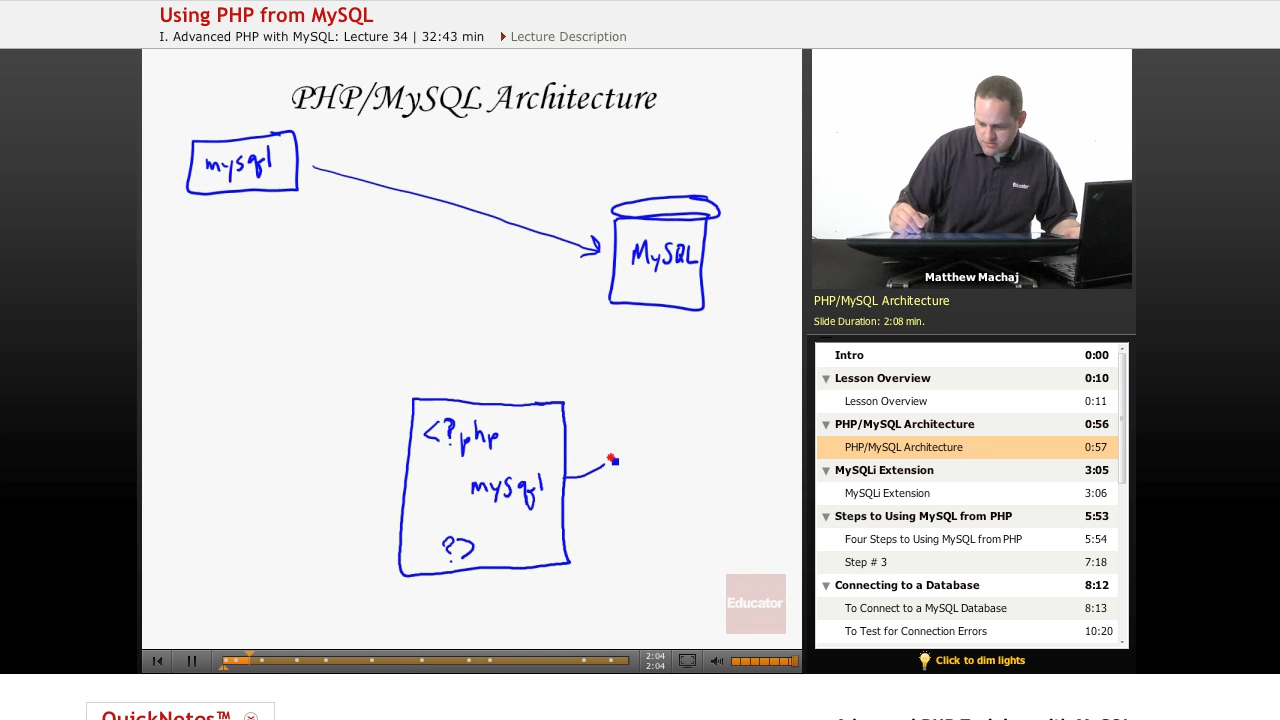 Using PHP from MySQL
I. Advanced PHP with MySQL: Lecture 34 | 32:43 min Lecture Description
PHP/MySQL Architecture
mysql
MySQL
<?php
mysql
?>
Educator
Educator
Matthew Machaj
PHP/MySQL Architecture
Slide Duration: 2:08 min.
Intro 0:00
Lesson Overview 0:10
Lesson Overview 0:11
PHP/MySQL Architecture 0:56
PHP/MySQL Architecture 0:57
MySQLi Extension 3:05
MySQLi Extension 3:06
Steps to Using MySQL from PHP 5:53
Four Steps to Using MySQL from PHP 5:54
Step # 3 7:18
Connecting to a Database 8:12
To Connect to a MySQL Database 8:13
To Test for Connection Errors 10:20
2:04
2:04
Click to dim lights
QuickNotes™